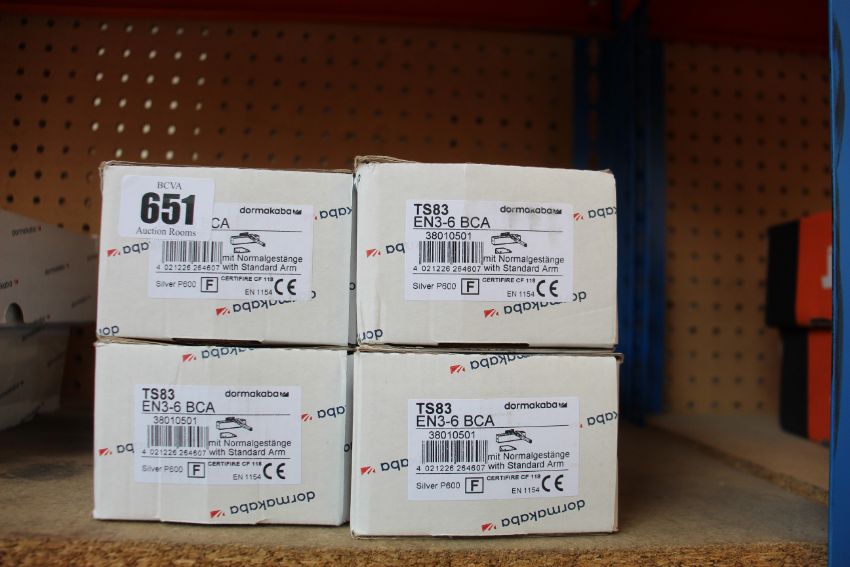 BCVA
651
Auction Rooms
dormakaba
CA
4 021226 264607
mit Normalgestänge
with Standard Arm
Silver P600 F CERTIFIRE CF 118
EN 1154 CE
dormakaba
TS83 dormakaba
EN3-6 BCA
38010501
4 021226 264607
mit Normalgestänge
with Standard Arm
Silver P600 F CERTIFIRE CF 118
EN 1154 CE
dormakaba
TS83 dormakaba
EN3-6 BCA
38010501
4 021226 264607
mit Normalgestänge
with Standard Arm
Silver P600 F CERTIFIRE CF 118
EN 1154 CE
dormakaba
dormakaba
TS83 dormakaba
EN3-6 BCA
38010501
4 021226 264607
mit Normalgestänge
with Standard Arm
Silver P600 F CERTIFIRE CF 118
EN 1154 CE
dormakaba
dormakaba
dormakaba